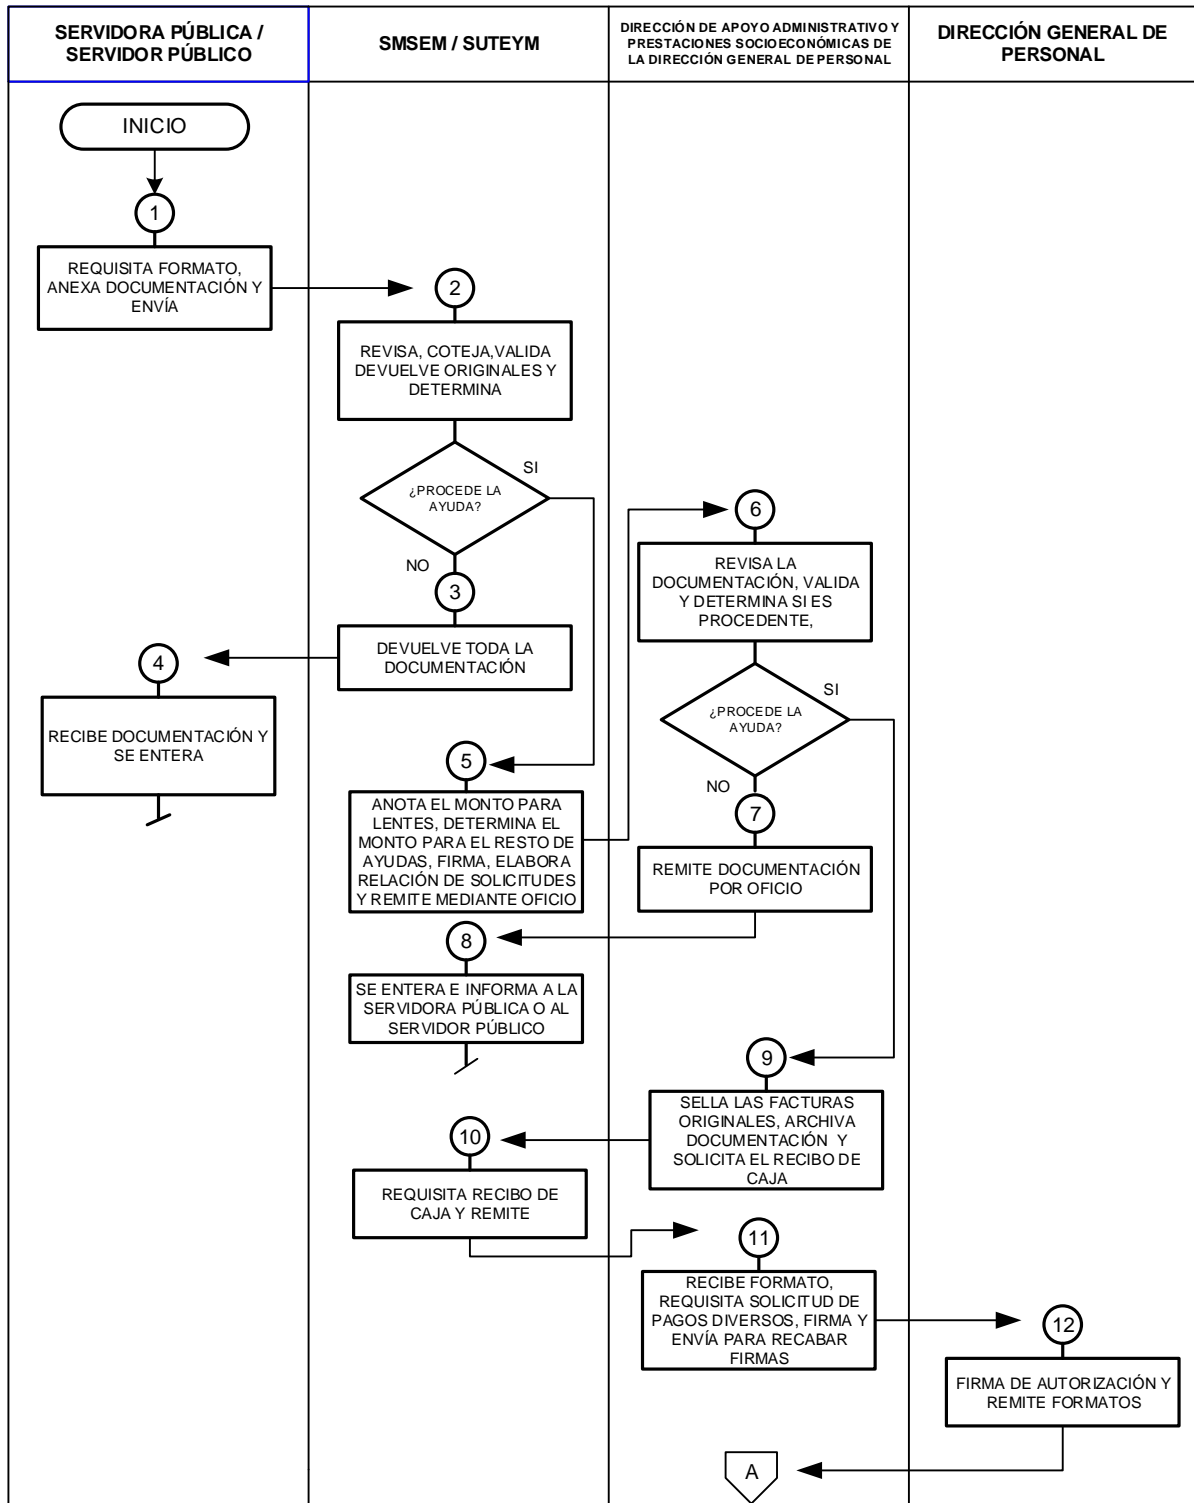 SERVIDORA PÚBLICA /
SERVIDOR PÚBLICO
SMSEM / SUTEYM
DIRECCIÓN DE APOYO ADMINISTRATIVO Y
PRESTACIONES SOCIOECONÓMICAS DE
LA DIRECCIÓN GENERAL DE PERSONAL
DIRECCIÓN GENERAL DE
PERSONAL
INICIO
1
REQUISITA FORMATO,
ANEXA DOCUMENTACIÓN Y
ENVÍA
2
REVISA, COTEJA,VALIDA
DEVUELVE ORIGINALES Y
DETERMINA
¿PROCEDE LA
AYUDA?
SI
NO
3
DEVUELVE TODA LA
DOCUMENTACIÓN
4
RECIBE DOCUMENTACIÓN Y
SE ENTERA
5
ANOTA EL MONTO PARA
LENTES, DETERMINA EL
MONTO PARA EL RESTO DE
AYUDAS, FIRMA, ELABORA
RELACIÓN DE SOLICITUDES
Y REMITE MEDIANTE OFICIO
6
REVISA LA
DOCUMENTACIÓN, VALIDA
Y DETERMINA SI ES
PROCEDENTE,
¿PROCEDE LA
AYUDA?
SI
NO
7
REMITE DOCUMENTACIÓN
POR OFICIO
8
SE ENTERA E INFORMA A LA
SERVIDORA PÚBLICA O AL
SERVIDOR PÚBLICO
9
SELLA LAS FACTURAS
ORIGINALES, ARCHIVA
DOCUMENTACIÓN Y
SOLICITA EL RECIBO DE
CAJA
10
REQUISITA RECIBO DE
CAJA Y REMITE
11
RECIBE FORMATO,
REQUISITA SOLICITUD DE
PAGOS DIVERSOS, FIRMA Y
ENVÍA PARA RECABAR
FIRMAS
12
FIRMA DE AUTORIZACIÓN Y
REMITE FORMATOS
A